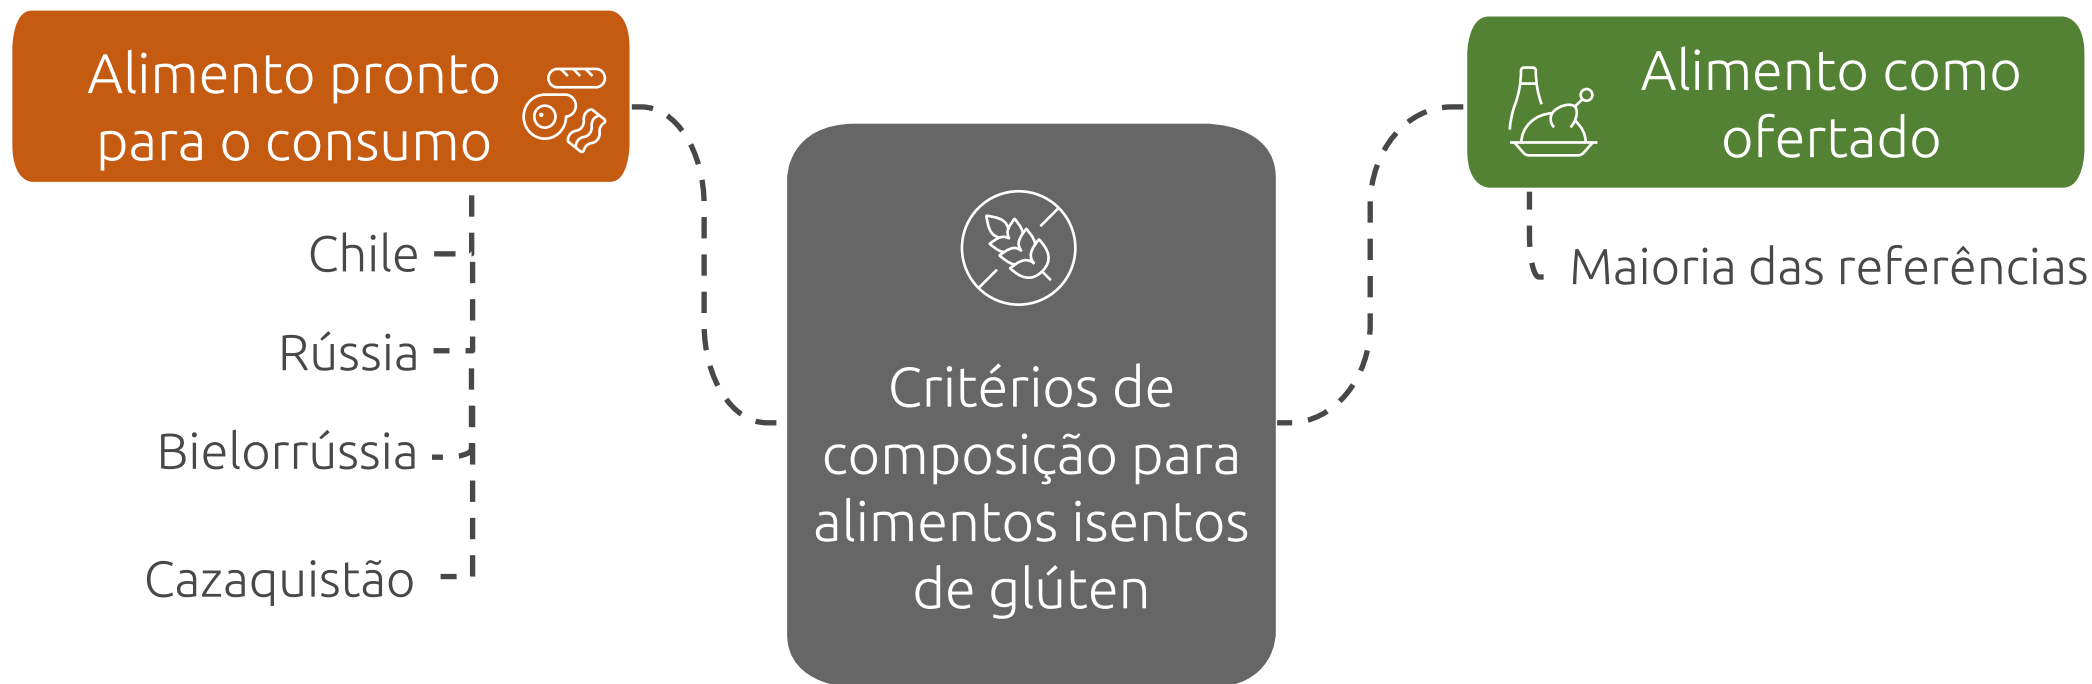 Alimento pronto
para o consumo
Chile
Rússia
Bielorrússia
Cazaquistão
Critérios de
composição para
alimentos isentos
de glúten
Alimento como
ofertado
Maioria das referências